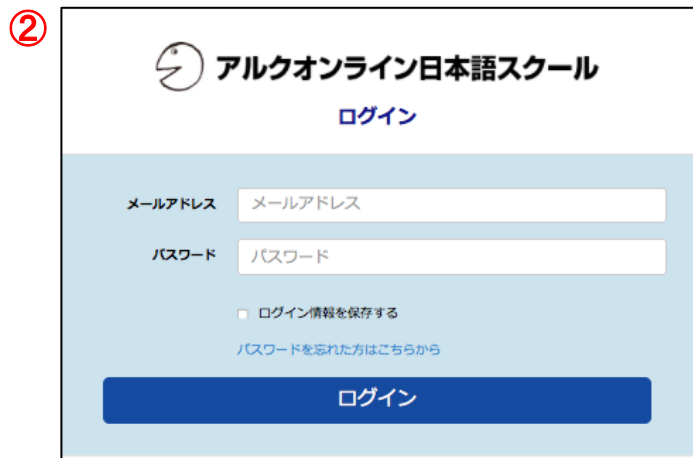 ②
アルクオンライン日本語スクール
ログイン
メールアドレス メールアドレス
パスワード パスワード
ログイン情報を保存する
パスワードを忘れた方はこちらから
ログイン